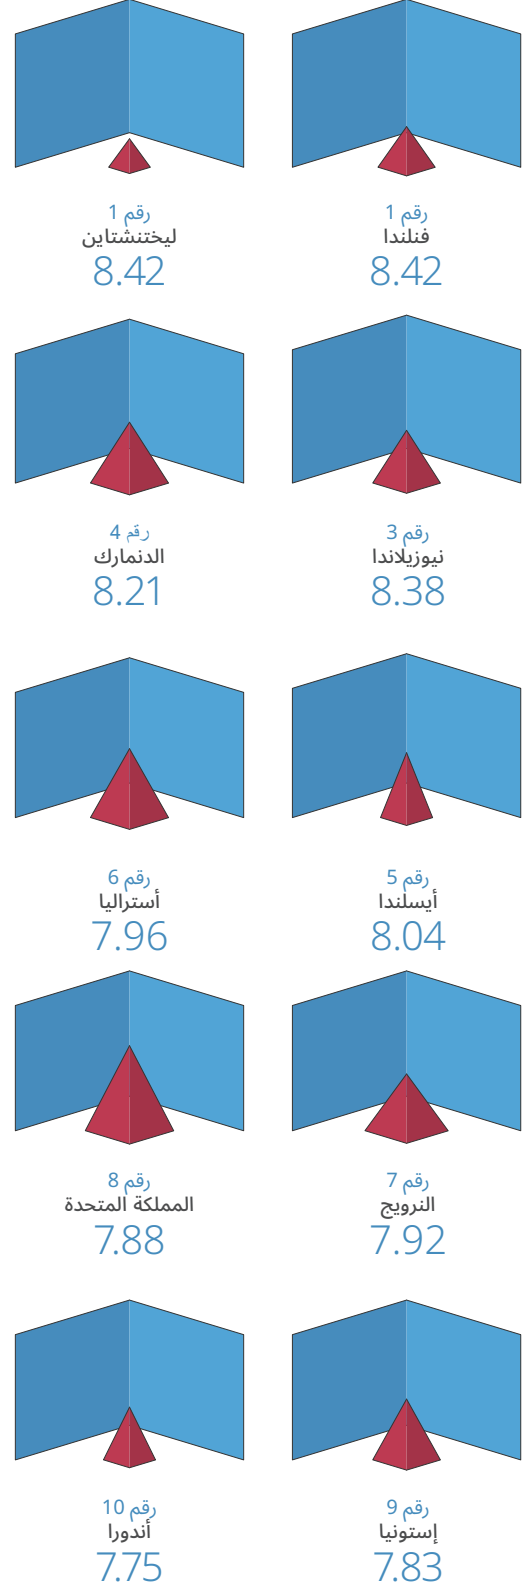 رقم 1
فنلندا
8.42
رقم 1
ليختنشتاين
8.42
رقم 3
نيوزيلاندا
8.38
رقم 4
الدنمارك
8.21
رقم 5
أيسلندا
8.04
رقم 6
أستراليا
7.96
رقم 7
النرويج
7.92
رقم 8
المملكة المتحدة
7.88
رقم 9
إستونيا
7.83
رقم 10
أندورا
7.75